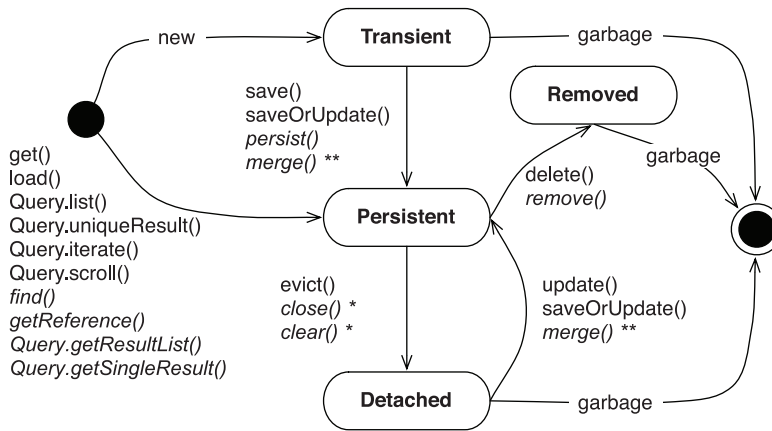 new
Transient
garbage
save()
saveOrUpdate()
persist()
merge() **
Removed
garbage
get()
load()
Query.list()
Query.uniqueResult()
Query.iterate()
Query.scroll()
find()
getReference()
Query.getResultList()
Query.getSingleResult()
Persistent
delete()
remove()
evict()
close() *
clear() *
update()
saveOrUpdate()
merge() **
Detached
garbage